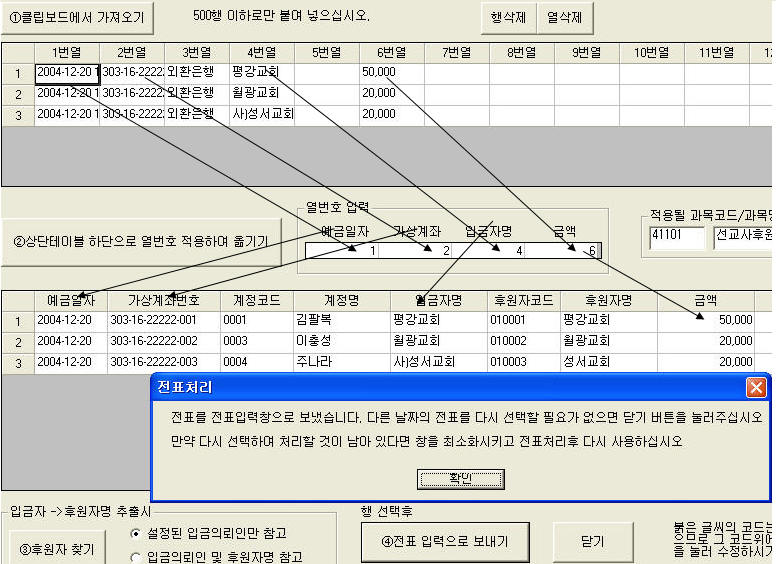 ①클립보드에서 가져오기 500행 이하로만 붙여 넣으십시오. 행삭제 열삭제
1번열 2번열 3번열 4번열 5번열 6번열 7번열 8번열 9번열 10번열 11번열
1 2004-12-20 1 303-16-2222 외환은행 평강교회 50,000
2 2004-12-20 1 303-16-2222 외환은행 월광교회 20,000
3 2004-12-20 1 303-16-2222 외환은행 사)성서교회 20,000
열번호 입력
적용될 과목코드/과목명
예금일자 가상계좌 입금자명 금액
②상단테이블 하단으로 열번호 적용하여 옮기기 1 2 4 6 41101 선교사후원
예금일자 가상계좌번호 계정코드 계정명 입금자명 후원자코드 후원자명 금액
1 2004-12-20 303-16-22222-001 0001 김팔복 평강교회 010001 평강교회 50,000
2 2004-12-20 303-16-22222-002 0003 이충성 월광교회 010002 월광교회 20,000
3 2004-12-20 303-16-22222-003 0004 주나라 사)성서교회 010003 성서교회 20,000
전표처리
전표를 전표입력창으로 보냈습니다. 다른 날짜의 전표를 다시 선택할 필요가 없으면 닫기 버튼을 눌러주십시오
만약 다시 선택하여 처리할 것이 남아 있다면 창을 최소화시키고 전표처리후 다시 사용하십시오
확인
입금자 ->후원자명 추출시 행 선택후
③후원자 찾기 설정된 입금의뢰인만 참고 ④전표 입력으로 보내기 닫기
입금의뢰인 및 후원자명 참고
붉은 글씨의 코드는
으므로 그 코드위에
을 눌러 수정하시기